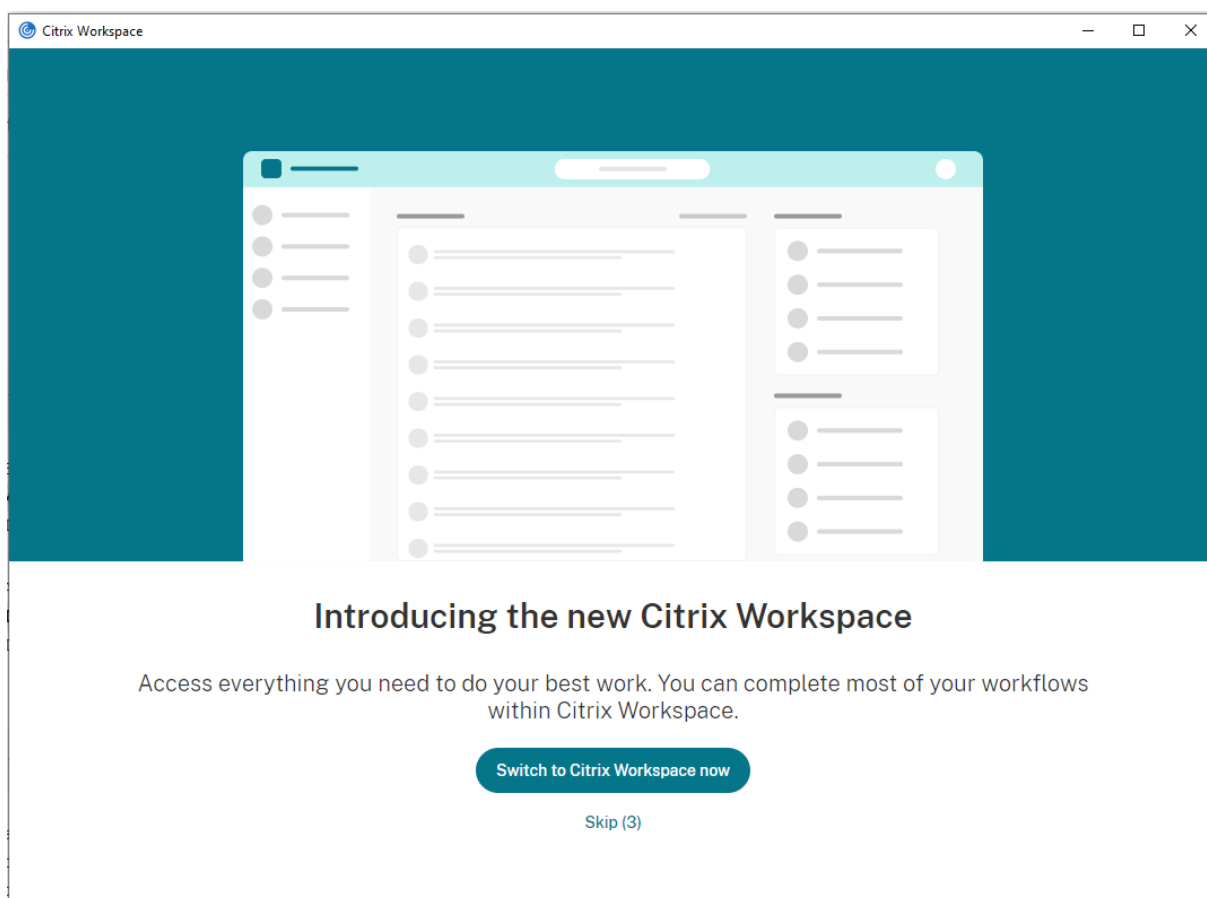 Citrix Workspace
Introducing the new Citrix Workspace
Access everything you need to do your best work. You can complete most of your workflows
within Citrix Workspace.
Switch to Citrix Workspace now
Skip (3)